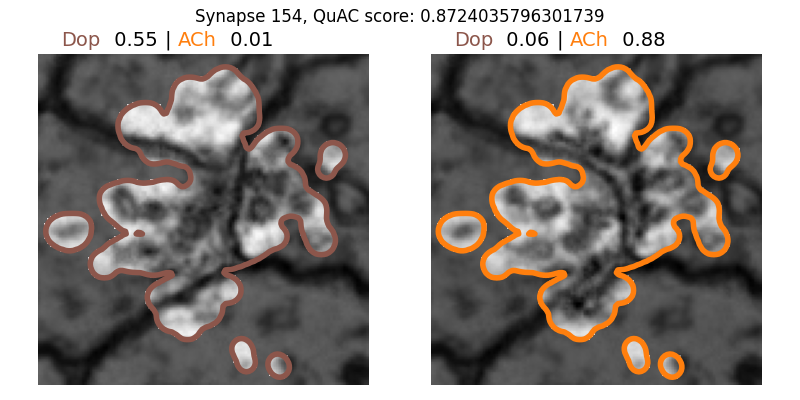 Synapse 154, QuAC score: 0.8724035796301739
Dop 0.55 | ACh 0.01
Dop 0.06 | ACh 0.88